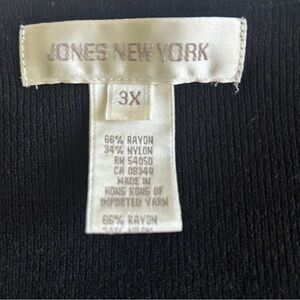 JONES NEW YORK
3X
66% RAYON
34% NYLON
RN 54050
CA 08349
MADE IN
HONG KONG OF
IMPORTED YARN
66% RAYON